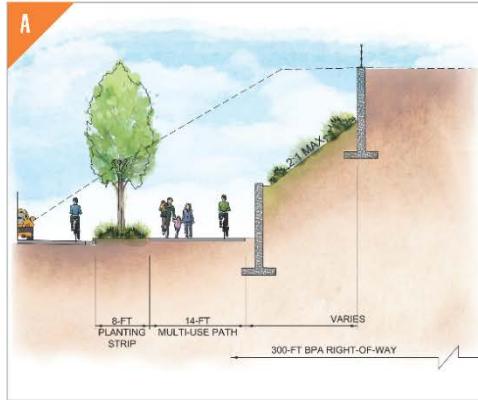 A
2:1 MAX.
8-FT
PLANTING
STRIP
14-FT
MULTI-USE PATH
VARIES
300-FT BPA RIGHT-OF-WAY